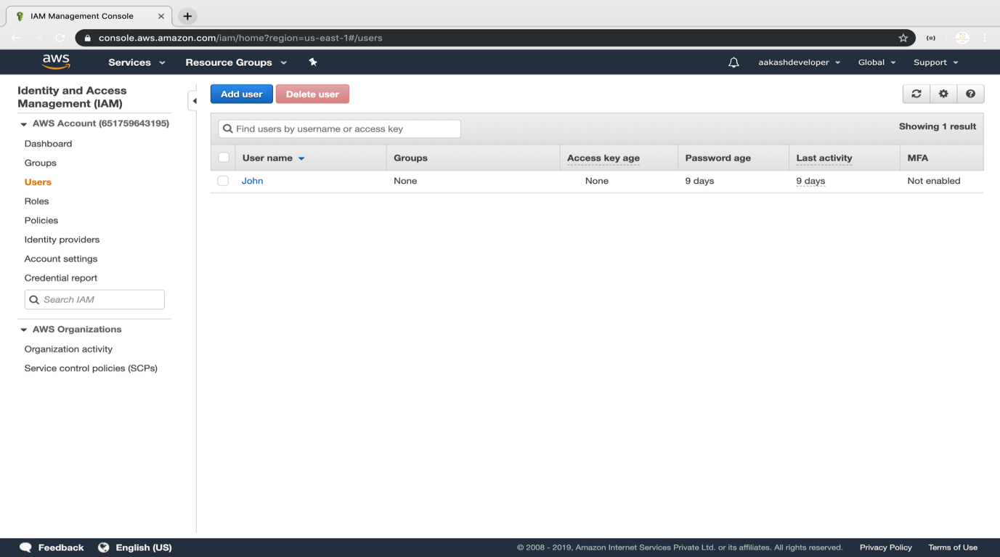 IAM Management Console
console.aws.amazon.com/iam/home?region=us-east-1#/users
aws Services Resource Groups aakashdeveloper Global Support
Identity and Access
Management (IAM)
AWS Account (651759643195)
Dashboard
Groups
Users
Roles
Policies
Identity providers
Account settings
Credential report
Search IAM
AWS Organizations
Organization activity
Service control policies (SCPs)
Add user Delete user
Find users by username or access key Showing 1 result
User name Groups Access key age Password age Last activity MFA
John None None 9 days 9 days Not enabled
Feedback English (US) © 2008 - 2019, Amazon Internet Services Private Ltd. or its affiliates. All rights reserved. Privacy Policy Terms of Use